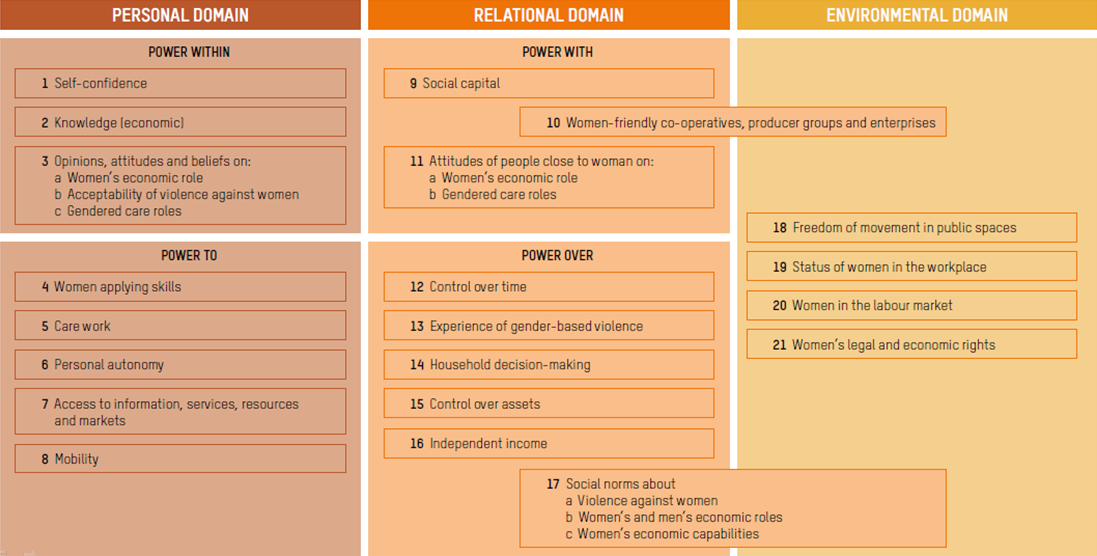 PERSONAL DOMAIN
POWER WITHIN
1 Self-confidence
2 Knowledge (economic)
3 Opinions, attitudes and beliefs on:
a Women's economic role
b Acceptability of violence against women
c Gendered care roles
POWER TO
4 Women applying skills
5 Care work
6 Personal autonomy
7 Access to information, services, resources
and markets
8 Mobility
RELATIONAL DOMAIN
POWER WITH
9 Social capital
10 Women-friendly co-operatives, producer groups and enterprises
11 Attitudes of people close to woman on:
a Women's economic role
b Gendered care roles
POWER OVER
12 Control over time
13 Experience of gender-based violence
14 Household decision-making
15 Control over assets
16 Independent income
17 Social norms about
a Violence against women
b Women's and men's economic roles
c Women's economic capabilities
ENVIRONMENTAL DOMAIN
18 Freedom of movement in public spaces
19 Status of women in the workplace
20 Women in the labour market
21 Women's legal and economic rights